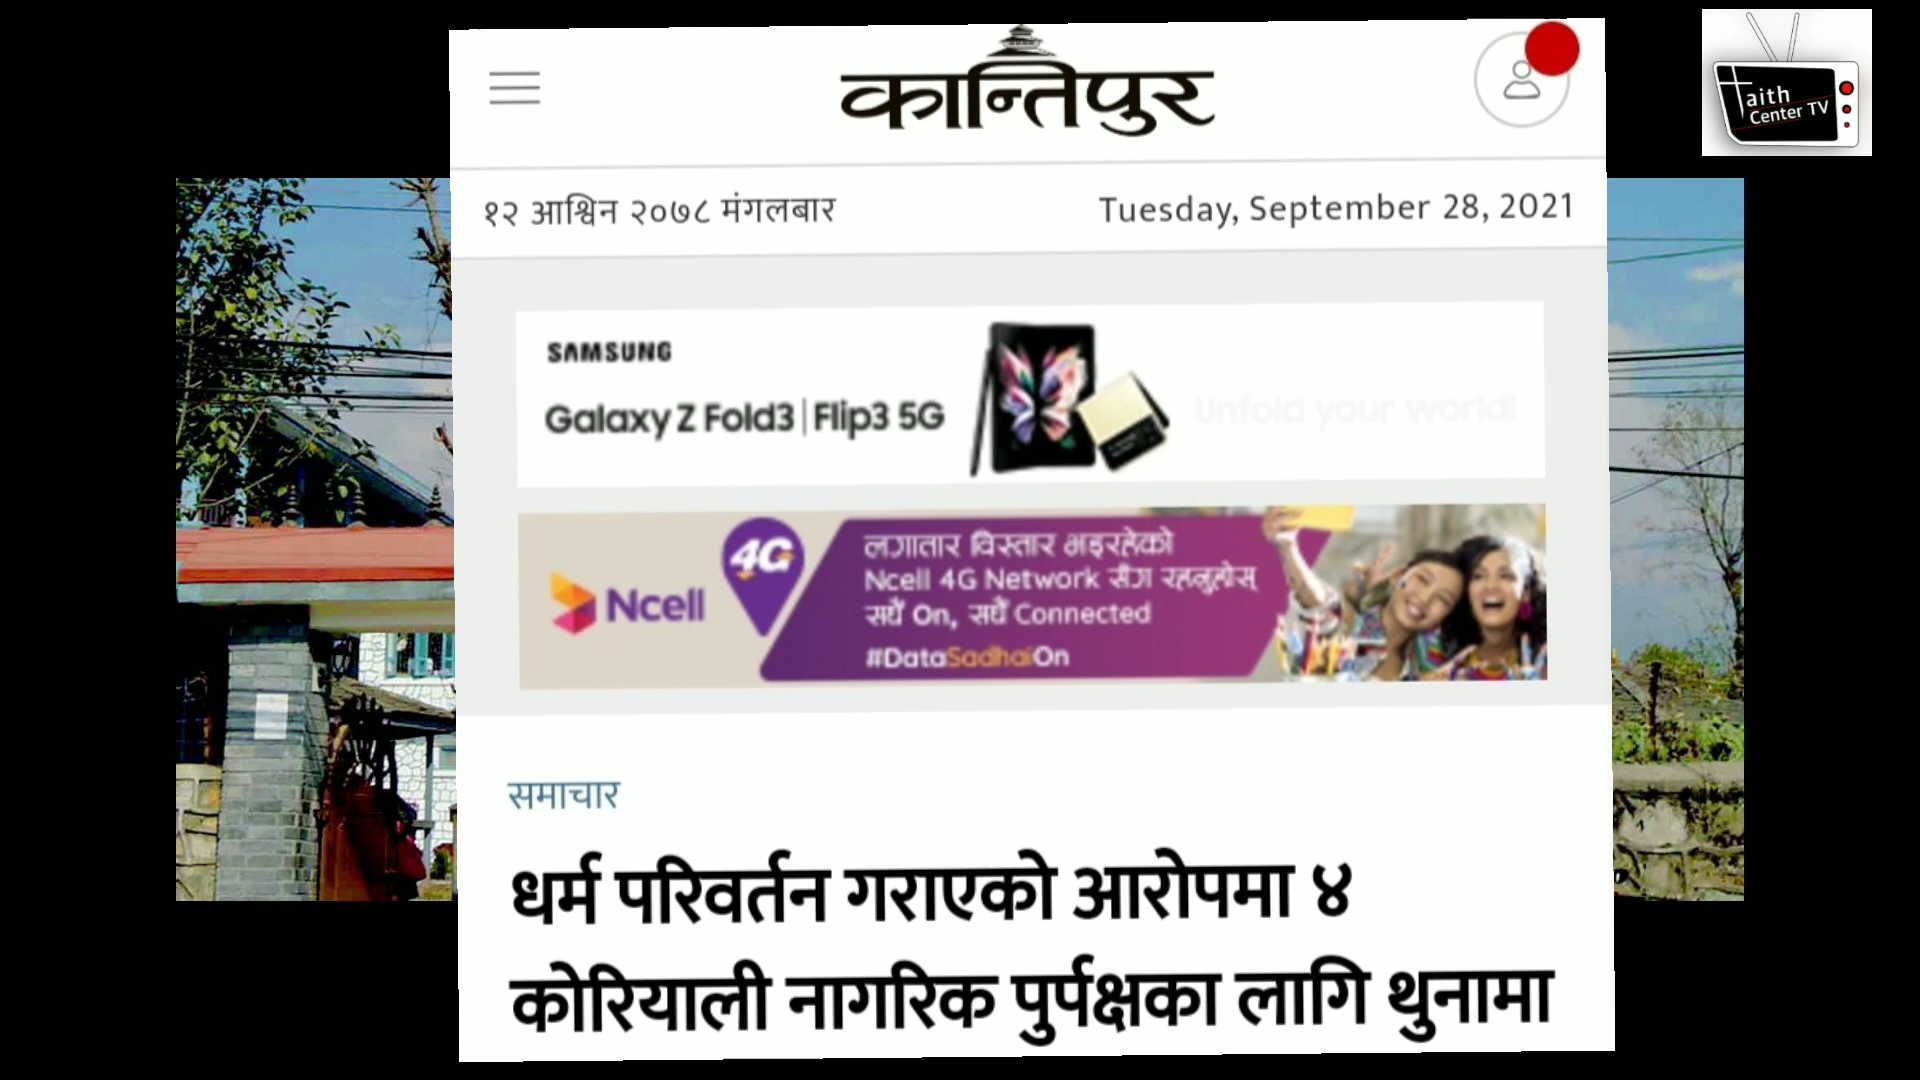 कान्तिपुर
faith
Center TV
१२ आश्विन २०७८ मंगलबार
Tuesday, September 28, 2021
SAMSUNG
Galaxy Z Fold3 | Flip3 5G
Unfold your world!
Ncell
4G
लगातार विस्तार भइरहेको
Ncell 4G Network सँग रहनुहोस्
सधैं On, सधैं Connected
#DataSadhaiOn
समाचार
धर्म परिवर्तन गराएको आरोपमा ४
कोरियाली नागरिक पुर्पक्षका लागि थुनामा